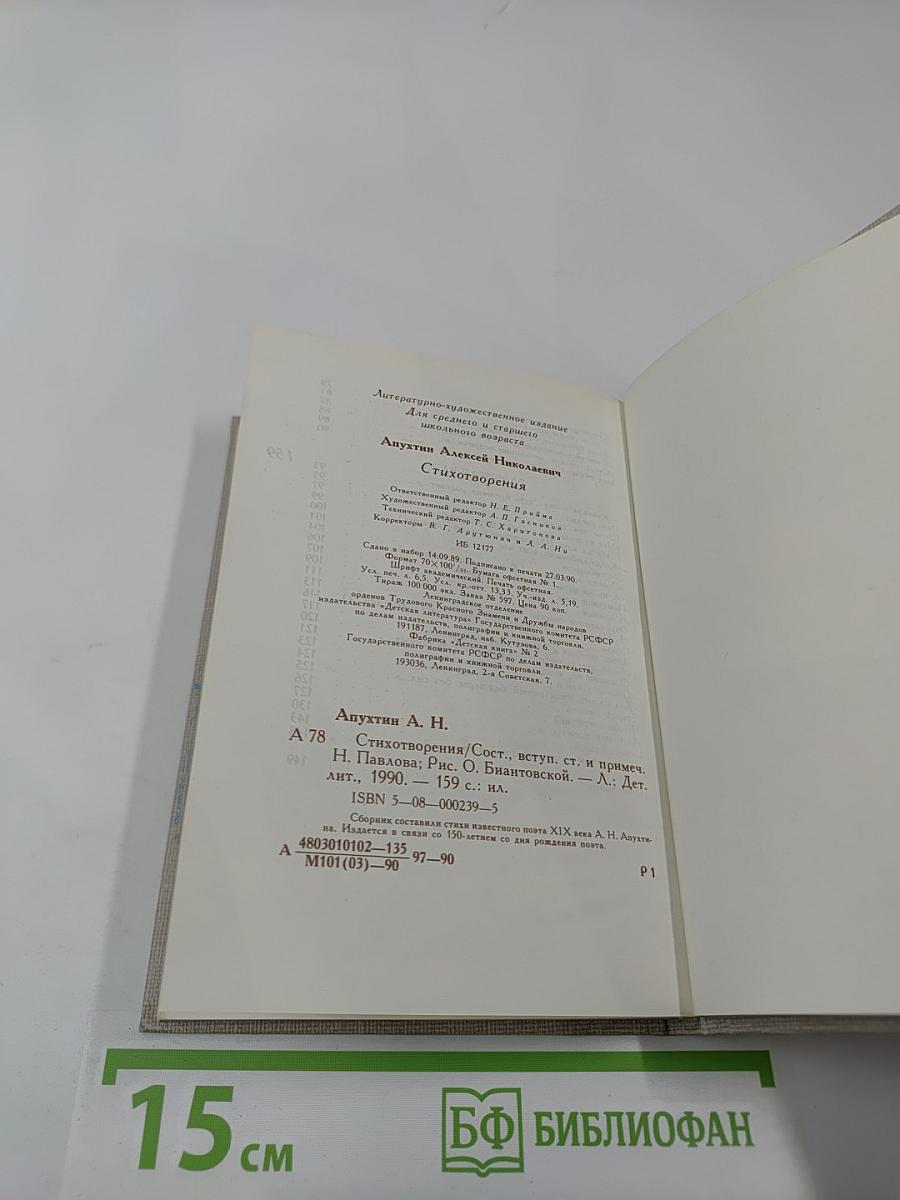 Литературно-художественное издание
Для среднего и старшего
школьного возраста
Апухтин Алексей Николаевич
Стихотворения
Ответственный редактор Н. Е. Прийма
Художественный редактор А. П. Гасников
Технический редактор Т. С. Харитонова
Корректоры В. Г. Арутюнян и Л. А. Ни
ИБ 12177
Сдано в набор 14.09.89. Подписано к печати 27.03.90.
Формат 70×100¹/₃₂. Бумага офсетная № 1.
Шрифт академический. Печать офсетная.
Усл. печ. л. 6,5. Усл. кр.-отт. 13,33. Уч.-изд. л. 5,19.
Тираж 100 000 экз. Заказ № 597. Цена 90 коп.
Ленинградское отделение
орденов Трудового Красного Знамени и Дружбы народов
издательства «Детская литература» Государственного комитета РСФСР
по делам издательств, полиграфии и книжной торговли.
191187, Ленинград, наб. Кутузова, 6.
Фабрика «Детская книга» № 2
Государственного комитета РСФСР по делам издательств,
полиграфии и книжной торговли.
193036, Ленинград, 2-я Советская, 7.
Апухтин А. Н.
А 78 Стихотворения/Сост., вступ. ст. и примеч.
Н. Павлова; Рис. О. Биантовской. — Л.: Дет.
лит., 1990. — 159 с.: ил.
ISBN 5—08—000239—5
Сборник составили стихи известного поэта XIX века А. Н. Апухти-
на. Издается в связи со 150-летием со дня рождения поэта.
А 4803010102—135 97—90
М101(03)—90
Р1
15 см
БФ БИБЛИОФАН